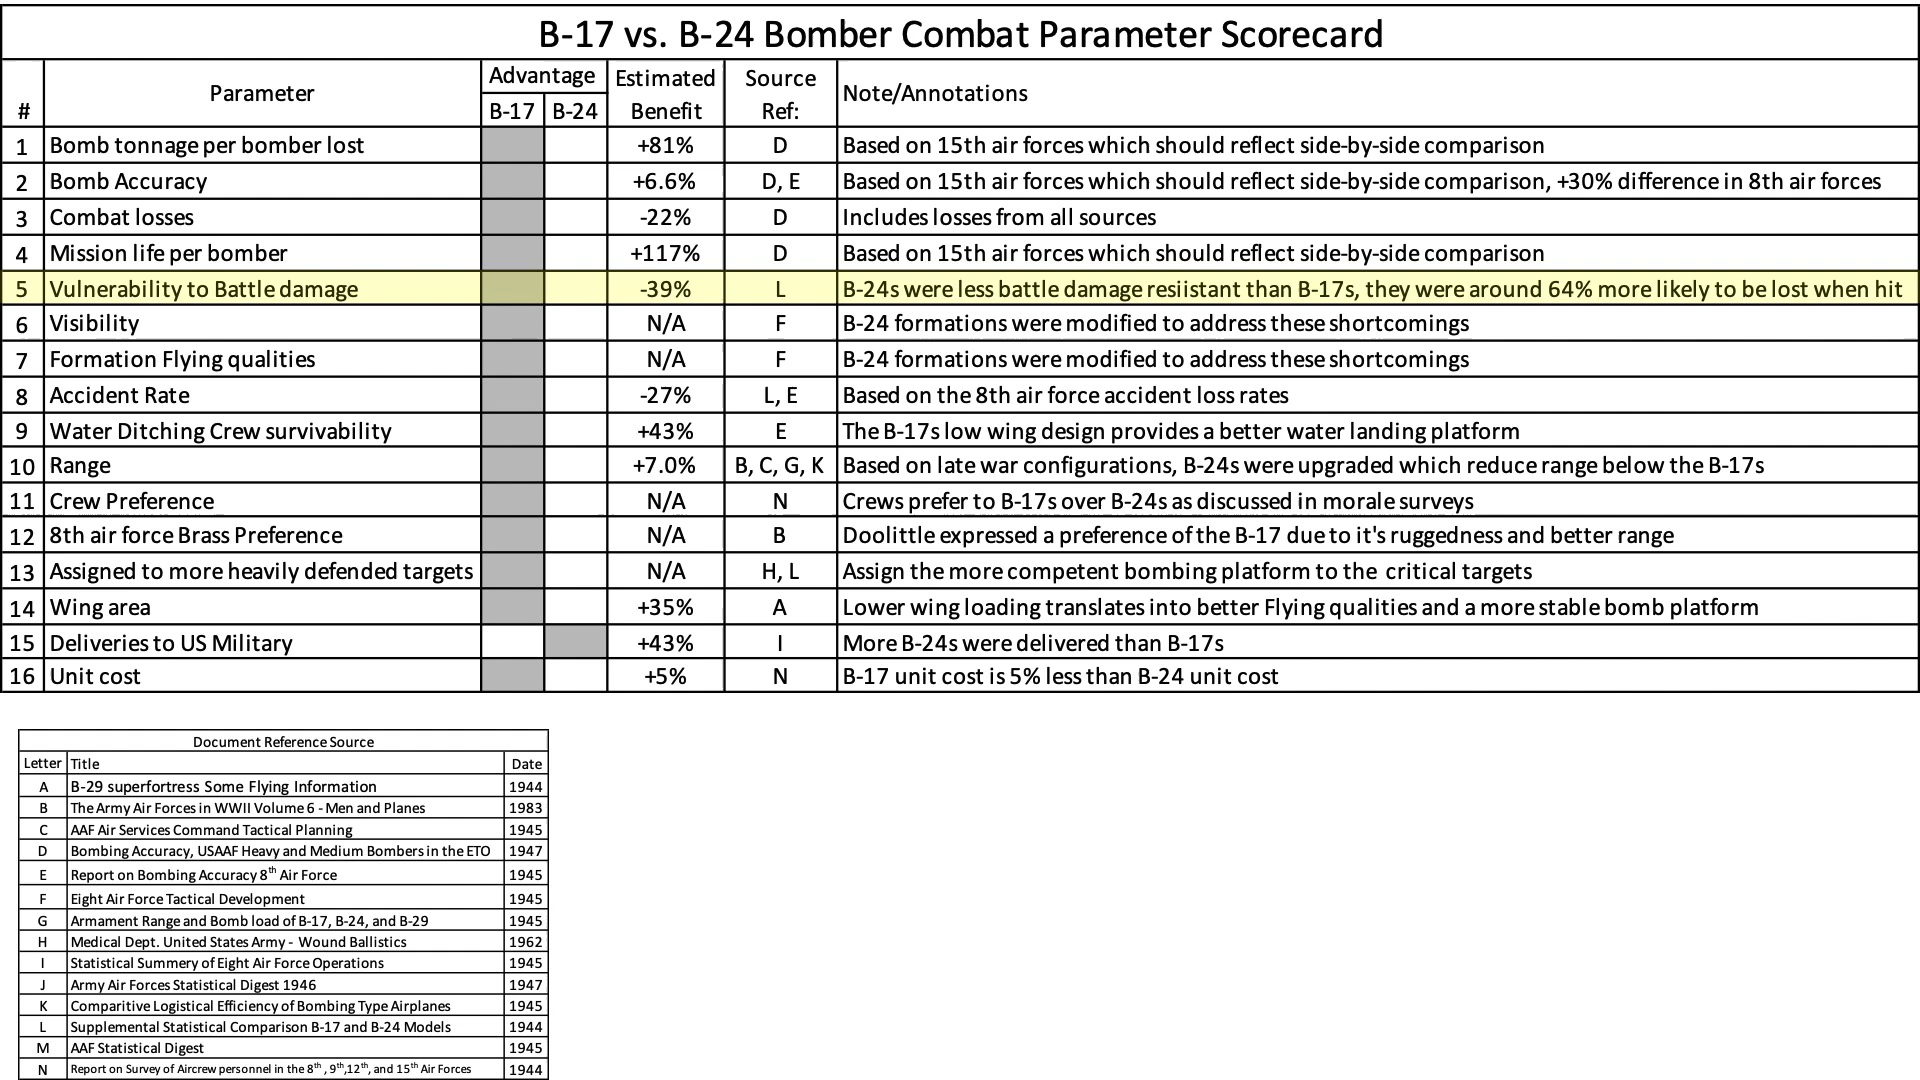 B-17 vs. B-24 Bomber Combat Parameter Scorecard
# Parameter Advantage B-17 B-24 Estimated Benefit Source Ref: Note/Annotations
1 Bomb tonnage per bomber lost +81% D Based on 15th air forces which should reflect side-by-side comparison
2 Bomb Accuracy +6.6% D, E Based on 15th air forces which should reflect side-by-side comparison, +30% difference in 8th air forces
3 Combat losses -22% D Includes losses from all sources
4 Mission life per bomber +117% D Based on 15th air forces which should reflect side-by-side comparison
5 Vulnerability to Battle damage -39% L B-24s were less battle damage resiistant than B-17s, they were around 64% more likely to be lost when hit
6 Visibility N/A F B-24 formations were modified to address these shortcomings
7 Formation Flying qualities N/A F B-24 formations were modified to address these shortcomings
8 Accident Rate -27% L, E Based on the 8th air force accident loss rates
9 Water Ditching Crew survivability +43% E The B-17s low wing design provides a better water landing platform
10 Range +7.0% B, C, G, K Based on late war configurations, B-24s were upgraded which reduce range below the B-17s
11 Crew Preference N/A N Crews prefer to B-17s over B-24s as discussed in morale surveys
12 8th air force Brass Preference N/A B Doolittle expressed a preference of the B-17 due to it's ruggedness and better range
13 Assigned to more heavily defended targets N/A H, L Assign the more competent bombing platform to the critical targets
14 Wing area +35% A Lower wing loading translates into better Flying qualities and a more stable bomb platform
15 Deliveries to US Military +43% I More B-24s were delivered than B-17s
16 Unit cost +5% N B-17 unit cost is 5% less than B-24 unit cost
Document Reference Source
Letter Title Date
A B-29 superfortress Some Flying Information 1944
B The Army Air Forces in WWII Volume 6 - Men and Planes 1983
C AAF Air Services Command Tactical Planning 1945
D Bombing Accuracy, USAAF Heavy and Medium Bombers in the ETO 1947
E Report on Bombing Accuracy 8th Air Force 1945
F Eight Air Force Tactical Development 1945
G Armament Range and Bomb load of B-17, B-24, and B-29 1945
H Medical Dept. United States Army - Wound Ballistics 1962
I Statistical Summery of Eight Air Force Operations 1945
J Army Air Forces Statistical Digest 1946 1947
K Comparitive Logistical Efficiency of Bombing Type Airplanes 1945
L Supplemental Statistical Comparison B-17 and B-24 Models 1944
M AAF Statistical Digest 1945
N Report on Survey of Aircrew personnel in the 8th , 9th,12th, and 15th Air Forces 1944